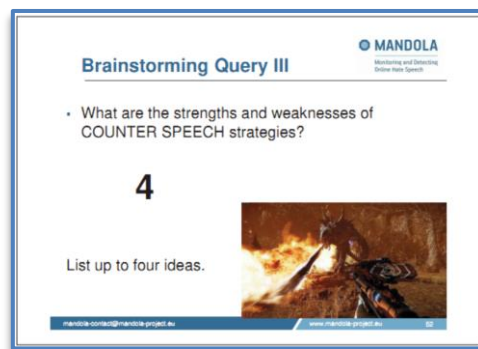 MANDOLA
Monitoring and Detecting
Online Hate Speech
Brainstorming Query III
• What are the strengths and weaknesses of
COUNTER SPEECH strategies?
4
List up to four ideas.
mandola-contact@mandola-project.eu
www.mandola-project.eu
52